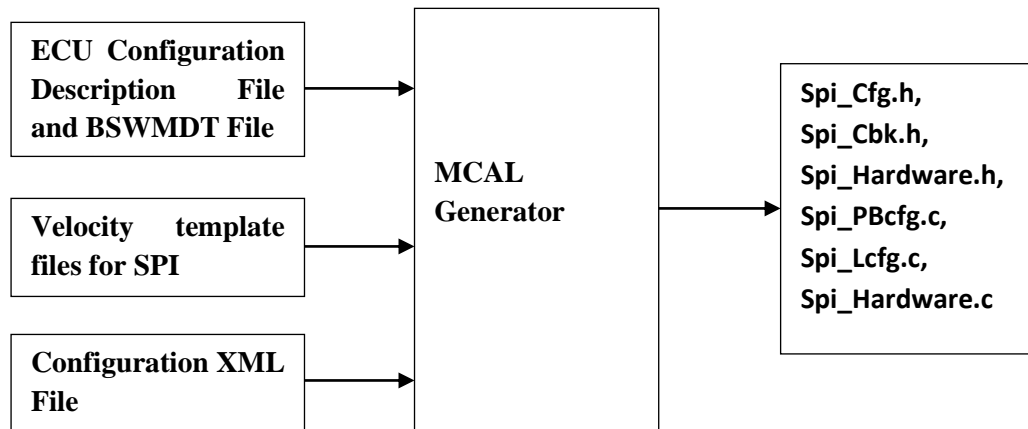 ECU Configuration
Description File
and BSWMDT File
Velocity template
files for SPI
Configuration XML
File
MCAL
Generator
Spi_Cfg.h,
Spi_Cbk.h,
Spi_Hardware.h,
Spi_PBcfg.c,
Spi_Lcfg.c,
Spi_Hardware.c